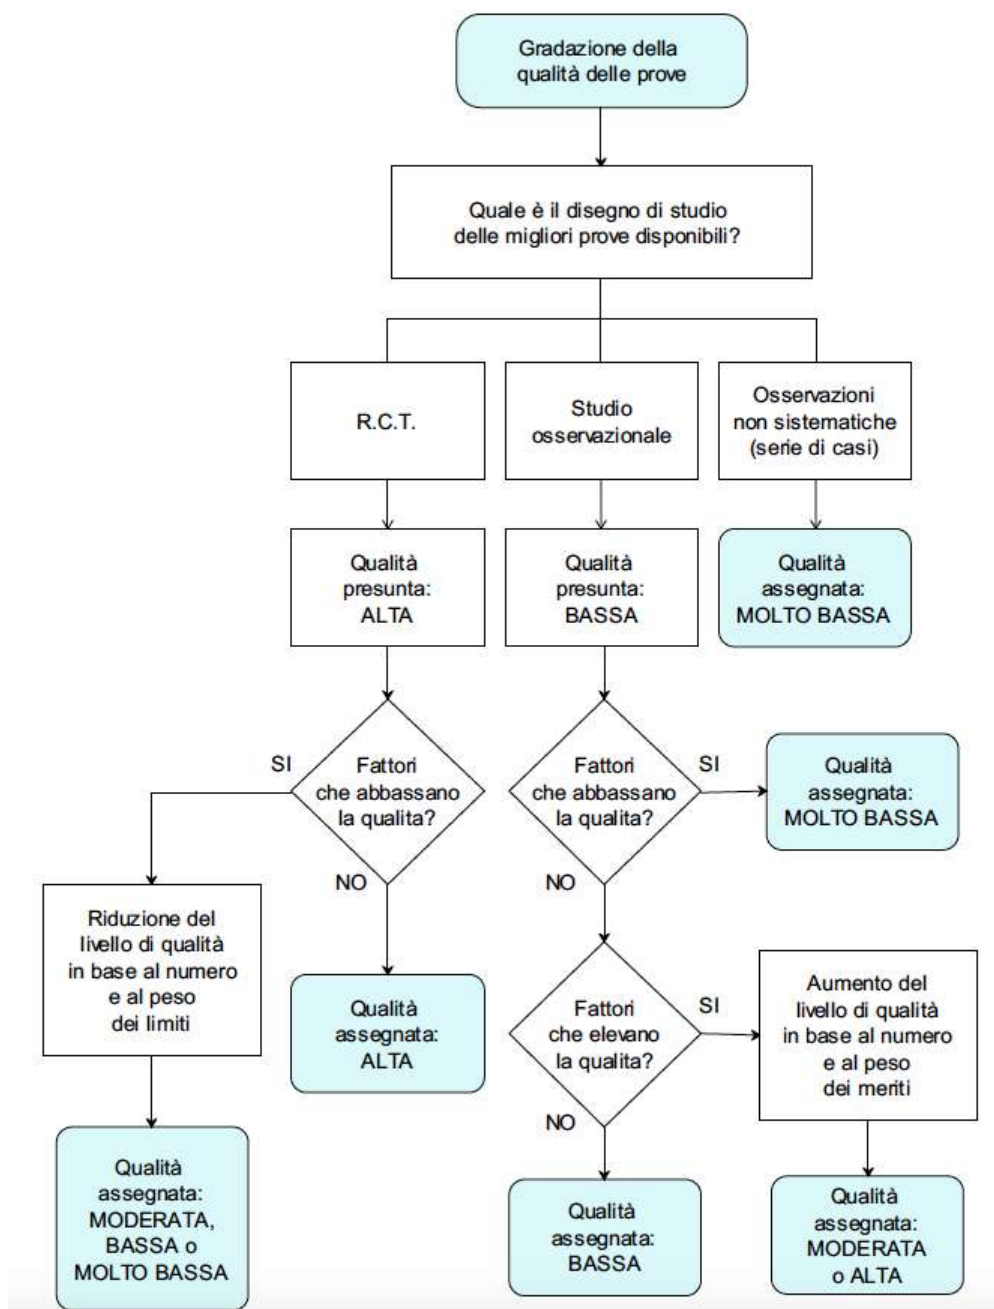 Gradazione della
qualità delle prove
Quale è il disegno di studio
delle migliori prove disponibili?
R.C.T.
Studio
osservazionale
Osservazioni
non sistematiche
(serie di casi)
Qualità
presunta:
ALTA
Qualità
presunta:
BASSA
Qualità
assegnata:
MOLTO BASSA
SI
Fattori
che abbassano
la qualita?
NO
Fattori
che abbassano
la qualita?
SI
NO
Qualità
assegnata:
MOLTO BASSA
Riduzione del
livello di qualità
in base al numero
e al peso
dei limiti
Qualità
assegnata:
ALTA
Fattori
che elevano
la qualita?
SI
NO
Aumento del
livello di qualità
in base al numero
e al peso
dei meriti
Qualità
assegnata:
MODERATA,
BASSA o
MOLTO BASSA
Qualità
assegnata:
BASSA
Qualità
assegnata:
MODERATA
o ALTA